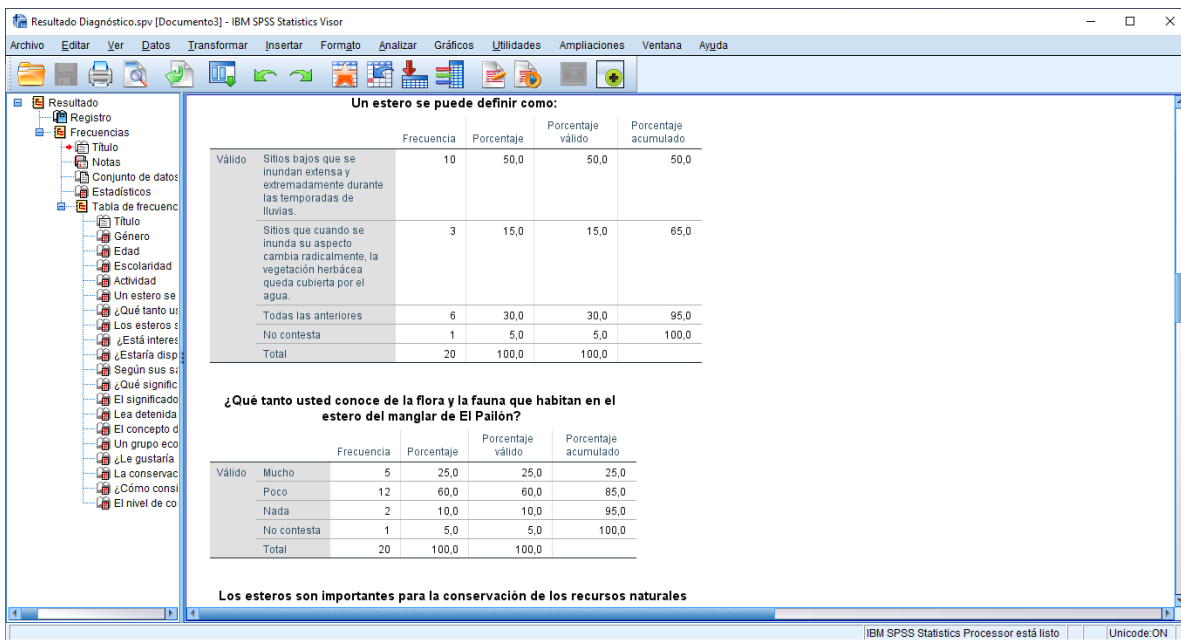 Resultado Diagnóstico.spv [Documento3] - IBM SPSS Statistics Visor
Archivo Editar Ver Datos Transformar Insertar Formato Analizar Gráficos Utilidades Ampliaciones Ventana Ayuda
Resultado
Registro
Frecuencias
Título
Notas
Conjunto de datos
Estadísticos
Tabla de frecuenc
Título
Género
Edad
Escolaridad
Actividad
Un estero se
¿Qué tanto us
Los esteros s
¿Está interes
¿Estaría disp
Según sus sa
¿Qué signific
El significado
Lea detenida
El concepto d
Un grupo eco
¿Le gustaría
La conservac
¿Cómo consi
El nivel de co
Un estero se puede definir como:
Frecuencia Porcentaje Porcentaje válido Porcentaje acumulado
Válido Sitios bajos que se 10 50,0 50,0 50,0
inundan extensa y
extremadamente durante
las temporadas de
lluvias.
Sitios que cuando se 3 15,0 15,0 65,0
inunda su aspecto
cambia radicalmente, la
vegetación herbácea
queda cubierta por el
agua.
Todas las anteriores 6 30,0 30,0 95,0
No contesta 1 5,0 5,0 100,0
Total 20 100,0 100,0
¿Qué tanto usted conoce de la flora y la fauna que habitan en el
estero del manglar de El Pailón?
Frecuencia Porcentaje Porcentaje válido Porcentaje acumulado
Válido Mucho 5 25,0 25,0 25,0
Poco 12 60,0 60,0 85,0
Nada 2 10,0 10,0 95,0
No contesta 1 5,0 5,0 100,0
Total 20 100,0 100,0
Los esteros son importantes para la conservación de los recursos naturales
IBM SPSS Statistics Processor está listo Unicode:ON